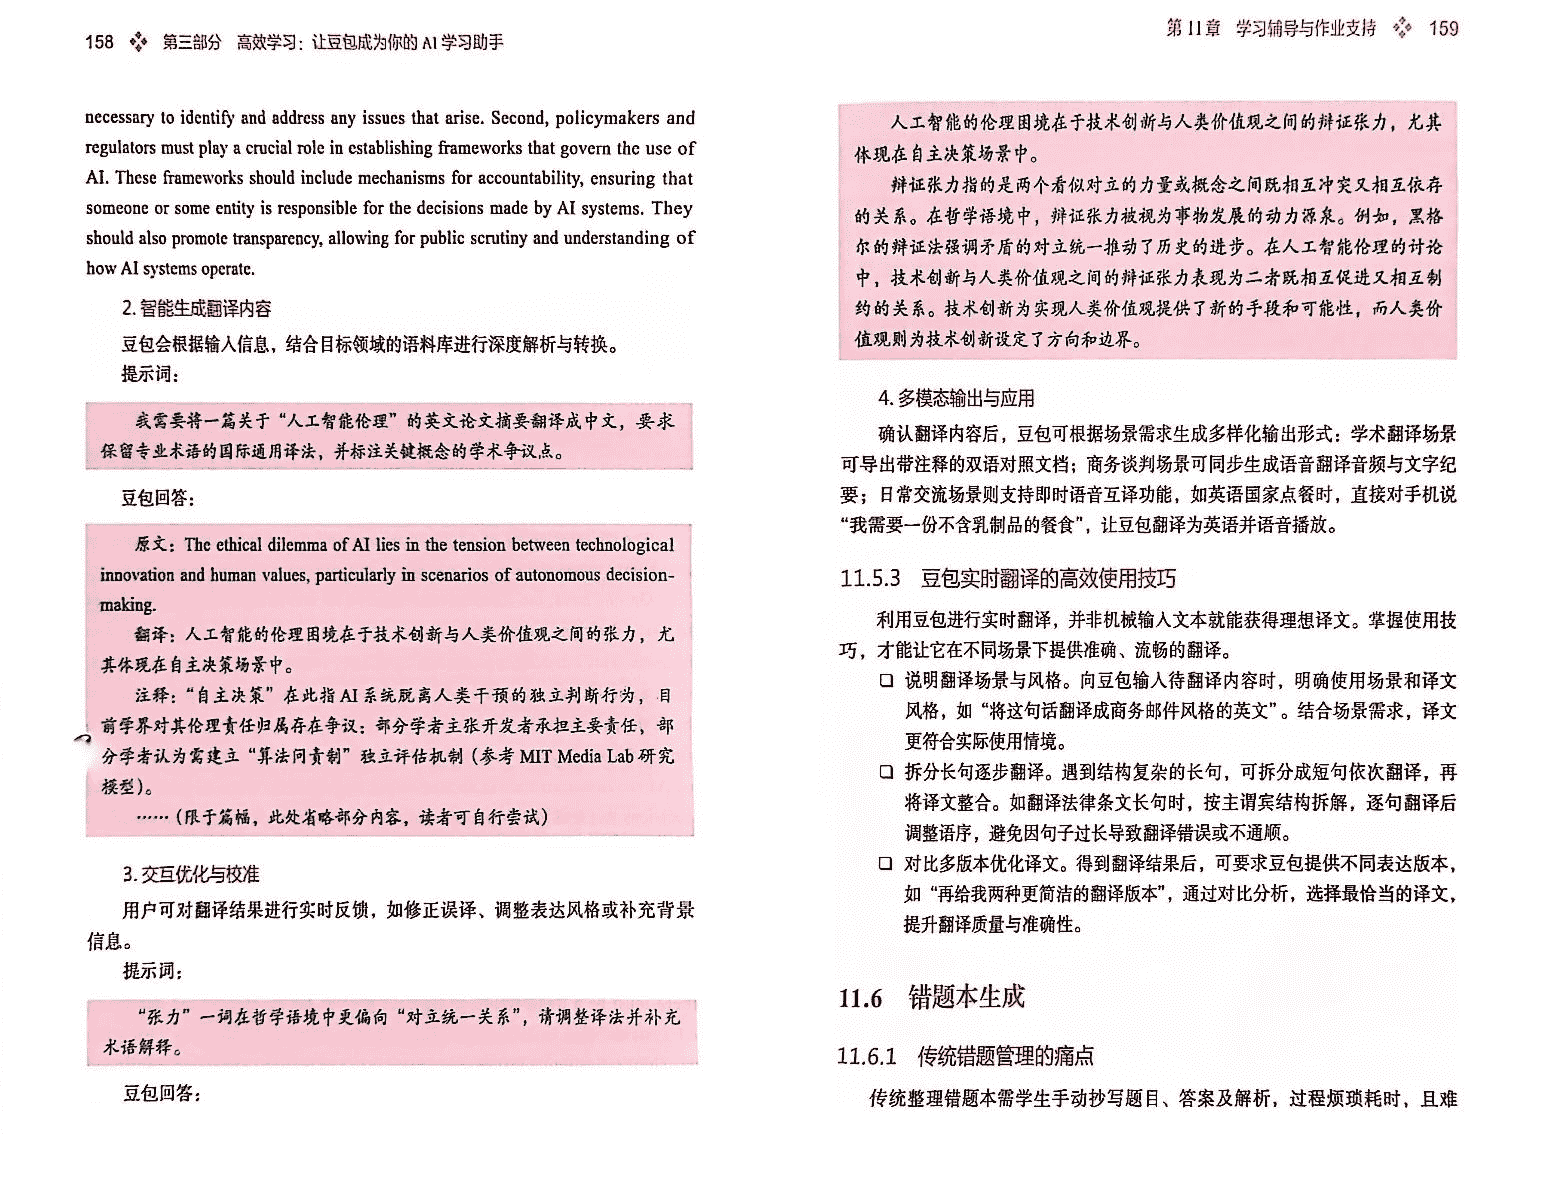 158 第三部分 高效学习：让豆包成为你的 AI 学习助手
necessary to identify and address any issues that arise. Second, policymakers and
regulators must play a crucial role in establishing frameworks that govern the use of
AI. These frameworks should include mechanisms for accountability, ensuring that
someone or some entity is responsible for the decisions made by AI systems. They
should also promote transparency, allowing for public scrutiny and understanding of
how AI systems operate.
2. 智能生成翻译内容
豆包会根据输入信息，结合目标领域的语料库进行深度解析与转换。
提示词：
我需要将一篇关于“人工智能伦理”的英文论文摘要翻译成中文，要求
保留专业术语的国际通用译法，并标注关键概念的学术争议点。
豆包回答：
原文：The ethical dilemma of AI lies in the tension between technological
innovation and human values, particularly in scenarios of autonomous decision-
making.
翻译：人工智能的伦理困境在于技术创新与人类价值观之间的张力，尤
其体现在自主决策场景中。
注释：“自主决策”在此指 AI 系统脱离人类干预的独立判断行为，目
前学界对其伦理责任归属存在争议：部分学者主张开发者承担主要责任，部
分学者认为需建立“算法问责制”独立评估机制（参考 MIT Media Lab 研究
模型）。
……（限于篇幅，此处省略部分内容，读者可自行尝试）
3. 交互优化与校准
用户可对翻译结果进行实时反馈，如修正误译、调整表达风格或补充背景
信息。
提示词：
“张力”一词在哲学语境中更偏向“对立统一关系”，请调整译法并补充
术语解释。
豆包回答：
第 11 章 学习辅导与作业支持 159
人工智能的伦理困境在于技术创新与人类价值观之间的辩证张力，尤其
体现在自主决策场景中。
辩证张力指的是两个看似对立的力量或概念之间既相互冲突又相互依存
的关系。在哲学语境中，辩证张力被视为事物发展的动力源泉。例如，黑格
尔的辩证法强调矛盾的对立统一推动了历史的进步。在人工智能伦理的讨论
中，技术创新与人类价值观之间的辩证张力表现为二者既相互促进又相互制
约的关系。技术创新为实现人类价值观提供了新的手段和可能性，而人类价
值观则为技术创新设定了方向和边界。
4. 多模态输出与应用
确认翻译内容后，豆包可根据场景需求生成多样化输出形式：学术翻译场景
可导出带注释的双语对照文档；商务谈判场景可同步生成语音翻译音频与文字纪
要；日常交流场景则支持即时语音互译功能，如英语国家点餐时，直接对手机说
“我需要一份不含乳制品的餐食”，让豆包翻译为英语并语音播放。
11.5.3 豆包实时翻译的高效使用技巧
利用豆包进行实时翻译，并非机械输入文本就能获得理想译文。掌握使用技
巧，才能让它在不同场景下提供准确、流畅的翻译。
❑ 说明翻译场景与风格。向豆包输入待翻译内容时，明确使用场景和译文
风格，如“将这句话翻译成商务邮件风格的英文”。结合场景需求，译文
更符合实际使用情境。
❑ 拆分长句逐步翻译。遇到结构复杂的长句，可拆分成短句依次翻译，再
将译文整合。如翻译法律条文长句时，按主谓宾结构拆解，逐句翻译后
调整语序，避免因句子过长导致翻译错误或不通顺。
❑ 对比多版本优化译文。得到翻译结果后，可要求豆包提供不同表达版本，
如“再给我两种更简洁的翻译版本”，通过对比分析，选择最恰当的译文，
提升翻译质量与准确性。
11.6 错题本生成
11.6.1 传统错题管理的痛点
传统整理错题本需学生手动抄写题目、答案及解析，过程烦琐耗时，且难